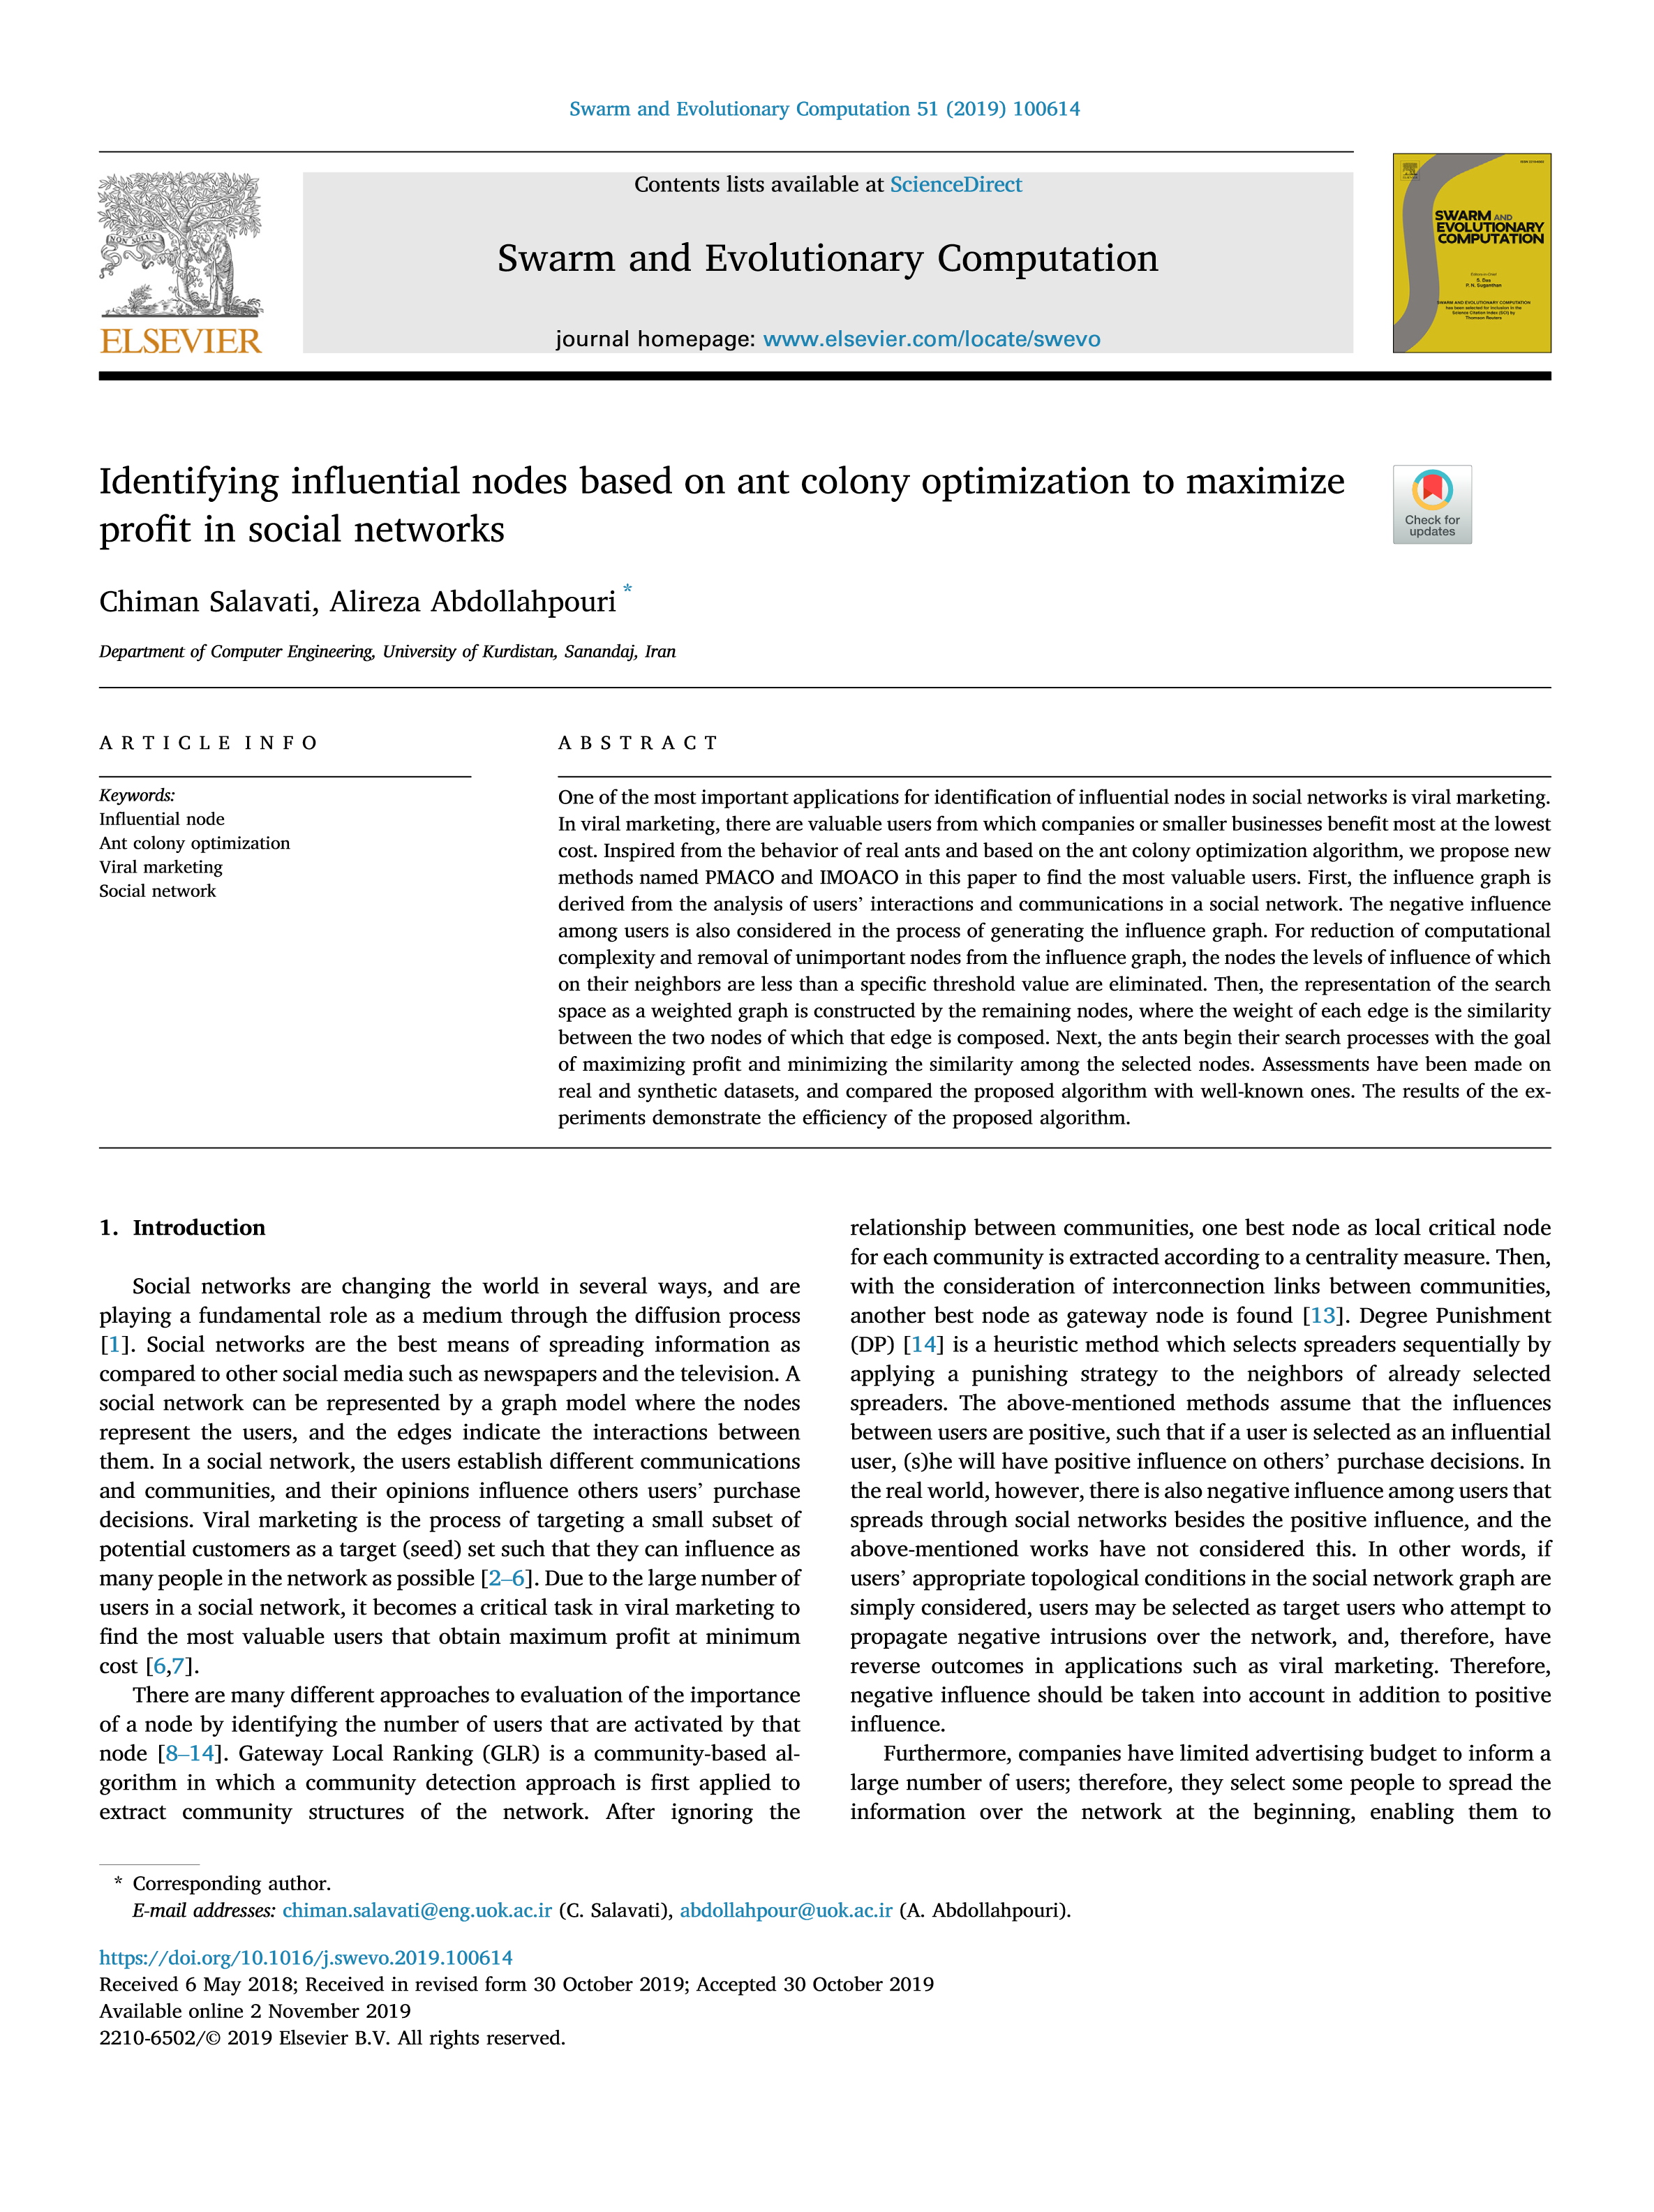 Swarm and Evolutionary Computation 51 (2019) 100614
Contents lists available at ScienceDirect
Swarm and Evolutionary Computation
journal homepage: www.elsevier.com/locate/swevo
NON SOLUS
ELSEVIER
SWARM AND
EVOLUTIONARY
COMPUTATION
Editors-in-Chief
S. Das
P. N. Suganthan
SWARM AND EVOLUTIONARY COMPUTATION
has been selected for inclusion in the
Science Citation Index (SCI) by
Thomson Reuters
Identifying influential nodes based on ant colony optimization to maximize
profit in social networks
Check for
updates
Chiman Salavati, Alireza Abdollahpouri *
Department of Computer Engineering, University of Kurdistan, Sanandaj, Iran
ARTICLE INFO
Keywords:
Influential node
Ant colony optimization
Viral marketing
Social network
ABSTRACT
One of the most important applications for identification of influential nodes in social networks is viral marketing.
In viral marketing, there are valuable users from which companies or smaller businesses benefit most at the lowest
cost. Inspired from the behavior of real ants and based on the ant colony optimization algorithm, we propose new
methods named PMACO and IMOACO in this paper to find the most valuable users. First, the influence graph is
derived from the analysis of users’ interactions and communications in a social network. The negative influence
among users is also considered in the process of generating the influence graph. For reduction of computational
complexity and removal of unimportant nodes from the influence graph, the nodes the levels of influence of which
on their neighbors are less than a specific threshold value are eliminated. Then, the representation of the search
space as a weighted graph is constructed by the remaining nodes, where the weight of each edge is the similarity
between the two nodes of which that edge is composed. Next, the ants begin their search processes with the goal
of maximizing profit and minimizing the similarity among the selected nodes. Assessments have been made on
real and synthetic datasets, and compared the proposed algorithm with well-known ones. The results of the ex-
periments demonstrate the efficiency of the proposed algorithm.
1. Introduction
Social networks are changing the world in several ways, and are
playing a fundamental role as a medium through the diffusion process
[1]. Social networks are the best means of spreading information as
compared to other social media such as newspapers and the television. A
social network can be represented by a graph model where the nodes
represent the users, and the edges indicate the interactions between
them. In a social network, the users establish different communications
and communities, and their opinions influence others users’ purchase
decisions. Viral marketing is the process of targeting a small subset of
potential customers as a target (seed) set such that they can influence as
many people in the network as possible [2–6]. Due to the large number of
users in a social network, it becomes a critical task in viral marketing to
find the most valuable users that obtain maximum profit at minimum
cost [6,7].
There are many different approaches to evaluation of the importance
of a node by identifying the number of users that are activated by that
node [8–14]. Gateway Local Ranking (GLR) is a community-based al-
gorithm in which a community detection approach is first applied to
extract community structures of the network. After ignoring the
relationship between communities, one best node as local critical node
for each community is extracted according to a centrality measure. Then,
with the consideration of interconnection links between communities,
another best node as gateway node is found [13]. Degree Punishment
(DP) [14] is a heuristic method which selects spreaders sequentially by
applying a punishing strategy to the neighbors of already selected
spreaders. The above-mentioned methods assume that the influences
between users are positive, such that if a user is selected as an influential
user, (s)he will have positive influence on others’ purchase decisions. In
the real world, however, there is also negative influence among users that
spreads through social networks besides the positive influence, and the
above-mentioned works have not considered this. In other words, if
users’ appropriate topological conditions in the social network graph are
simply considered, users may be selected as target users who attempt to
propagate negative intrusions over the network, and, therefore, have
reverse outcomes in applications such as viral marketing. Therefore,
negative influence should be taken into account in addition to positive
influence.
Furthermore, companies have limited advertising budget to inform a
large number of users; therefore, they select some people to spread the
information over the network at the beginning, enabling them to
* Corresponding author.
E-mail addresses: chiman.salavati@eng.uok.ac.ir (C. Salavati), abdollahpour@uok.ac.ir (A. Abdollahpouri).
https://doi.org/10.1016/j.swevo.2019.100614
Received 6 May 2018; Received in revised form 30 October 2019; Accepted 30 October 2019
Available online 2 November 2019
2210-6502/© 2019 Elsevier B.V. All rights reserved.